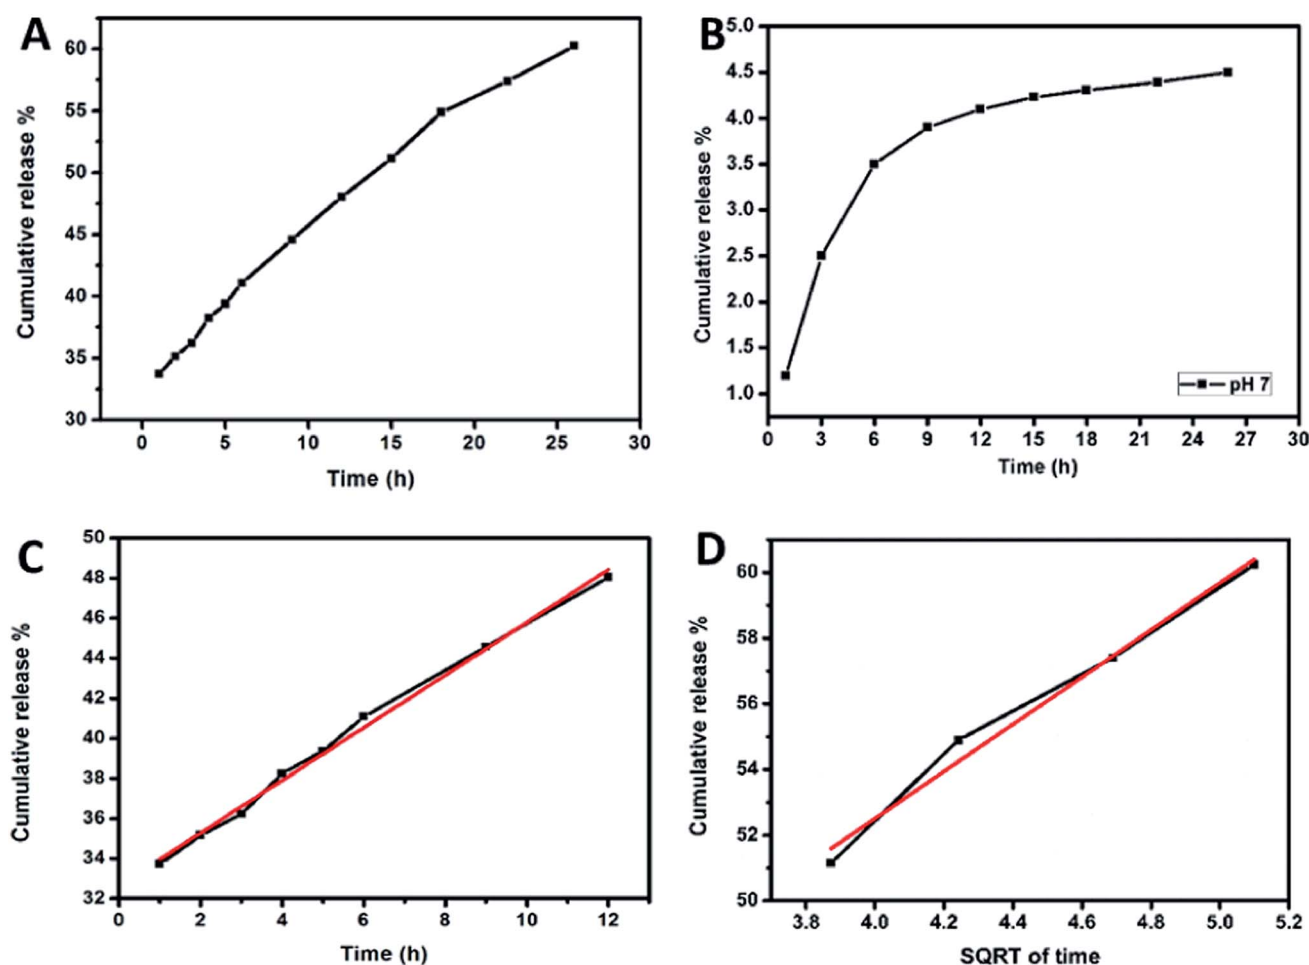 A
Cumulative release %
60
55
50
45
40
35
30
0 5 10 15 20 25 30
Time (h)
B
Cumulative release %
5.0
4.5
4.0
3.5
3.0
2.5
2.0
1.5
1.0
pH 7
0 3 6 9 12 15 18 21 24 27 30
Time (h)
C
Cumulative release %
50
48
46
44
42
40
38
36
34
32
0 2 4 6 8 10 12
Time (h)
D
Cumulative release %
60
58
56
54
52
50
3.8 4.0 4.2 4.4 4.6 4.8 5.0 5.2
SQRT of time